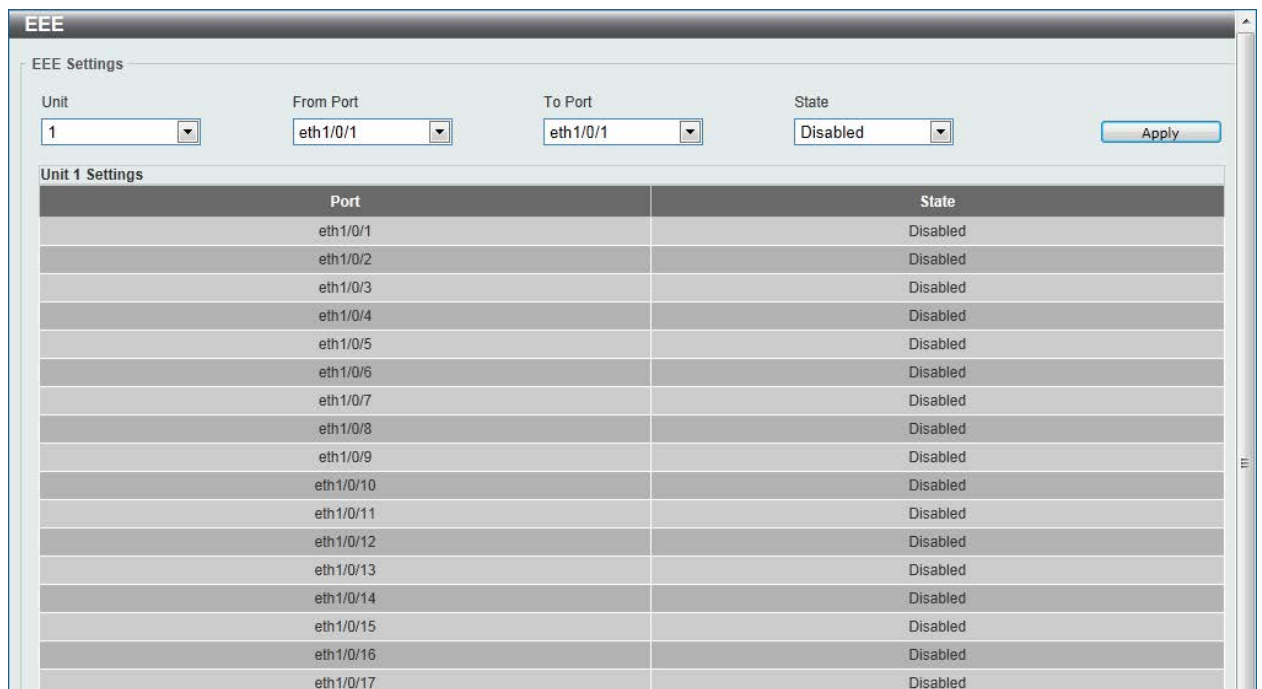 EEE
EEE Settings
Unit From Port To Port State
1 eth1/0/1 eth1/0/1 Disabled Apply
Unit 1 Settings
Port State
eth1/0/1 Disabled
eth1/0/2 Disabled
eth1/0/3 Disabled
eth1/0/4 Disabled
eth1/0/5 Disabled
eth1/0/6 Disabled
eth1/0/7 Disabled
eth1/0/8 Disabled
eth1/0/9 Disabled
eth1/0/10 Disabled
eth1/0/11 Disabled
eth1/0/12 Disabled
eth1/0/13 Disabled
eth1/0/14 Disabled
eth1/0/15 Disabled
eth1/0/16 Disabled
eth1/0/17 Disabled